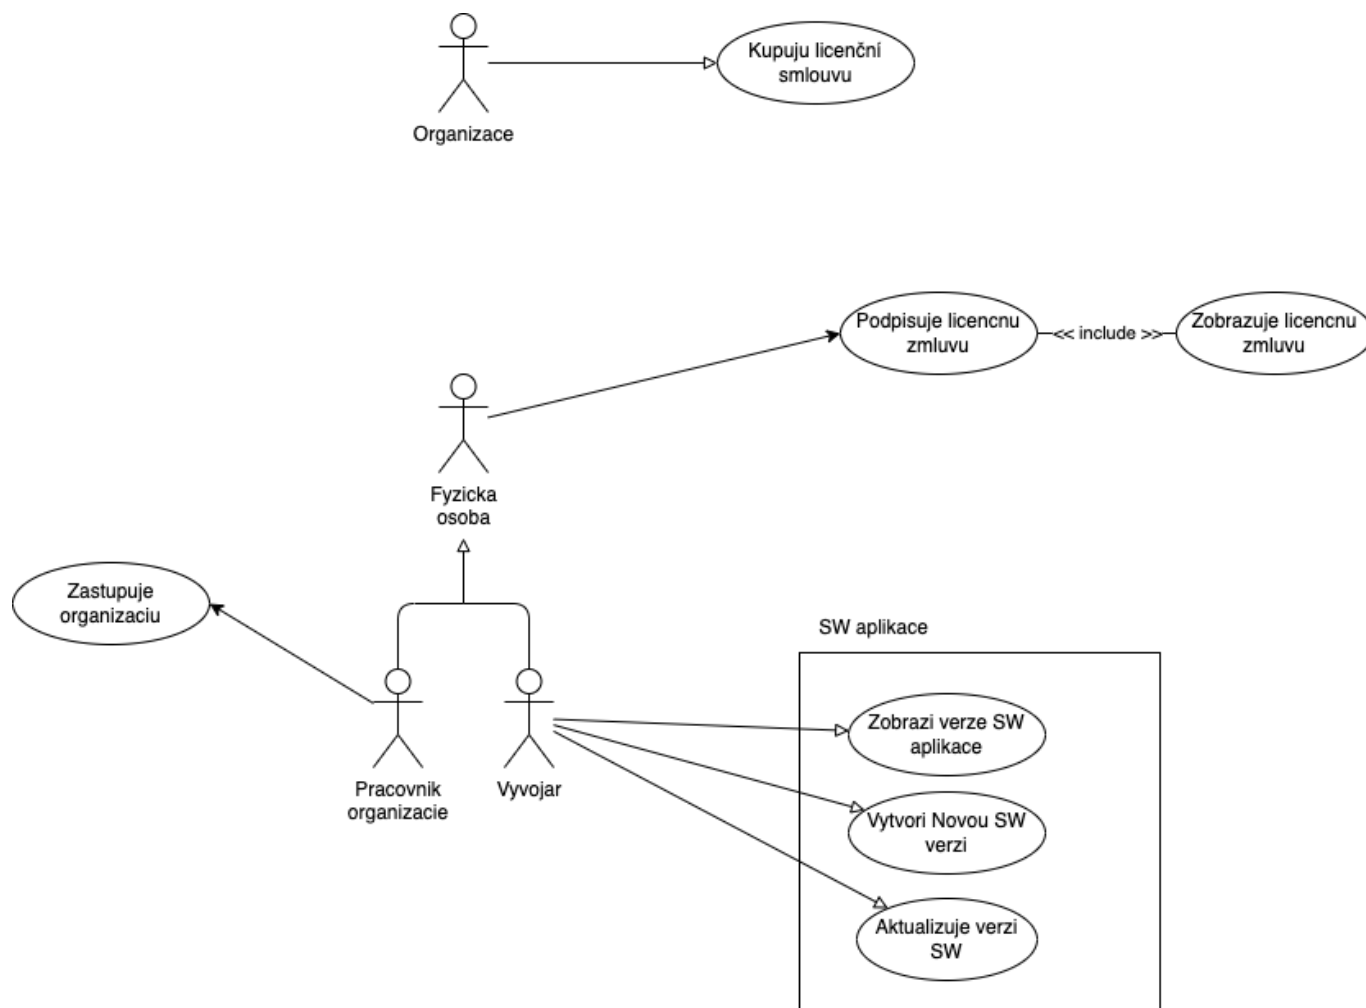 Kupuju licenční
smlouvu
Organizace
Podpisuje licencnu
zmluvu
<< include >>
Zobrazuje licencnu
zmluvu
Fyzicka
osoba
Zastupuje
organizaciu
SW aplikace
Zobrazi verze SW
aplikace
Pracovnik
organizacie
Vyvojar
Vytvori Novou SW
verzi
Aktualizuje verzi
SW